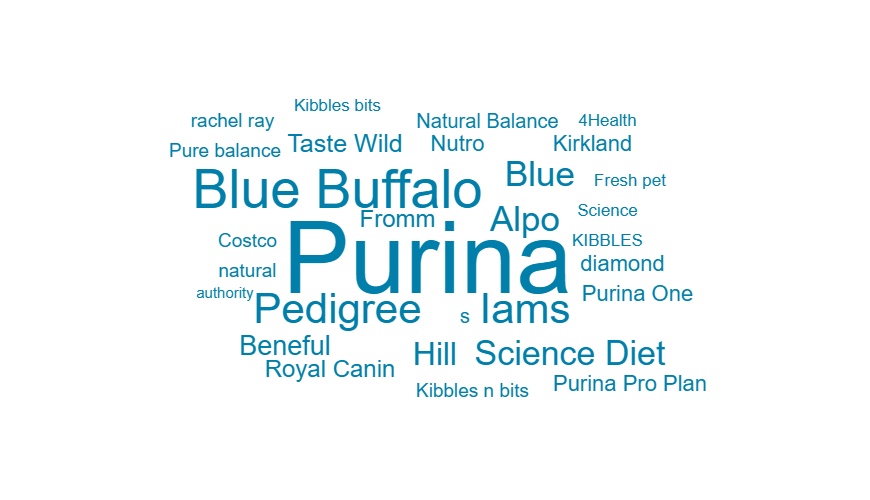 Kibbles bits
rachel ray
Natural Balance
4Health
Pure balance
Taste Wild
Nutro
Kirkland
Blue Buffalo
Blue
Fresh pet
Fromm
Alpo
Science
Costco
Purina
KIBBLES
natural
diamond
authority
Pedigree
s
Iams
Purina One
Beneful
Hill
Science Diet
Royal Canin
Kibbles n bits
Purina Pro Plan